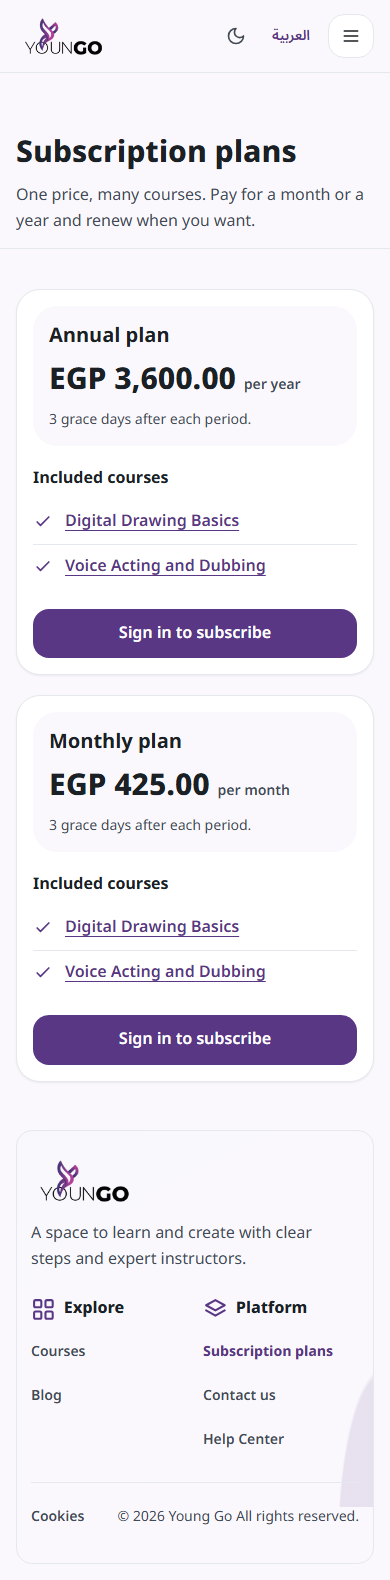 YOUNGO
العربية
Subscription plans
One price, many courses. Pay for a month or a
year and renew when you want.
Annual plan
EGP 3,600.00 per year
3 grace days after each period.
Included courses
Digital Drawing Basics
Voice Acting and Dubbing
Sign in to subscribe
Monthly plan
EGP 425.00 per month
3 grace days after each period.
Included courses
Digital Drawing Basics
Voice Acting and Dubbing
Sign in to subscribe
YOUNGO
A space to learn and create with clear
steps and expert instructors.
Explore
Courses
Blog
Platform
Subscription plans
Contact us
Help Center
Cookies
© 2026 Young Go All rights reserved.